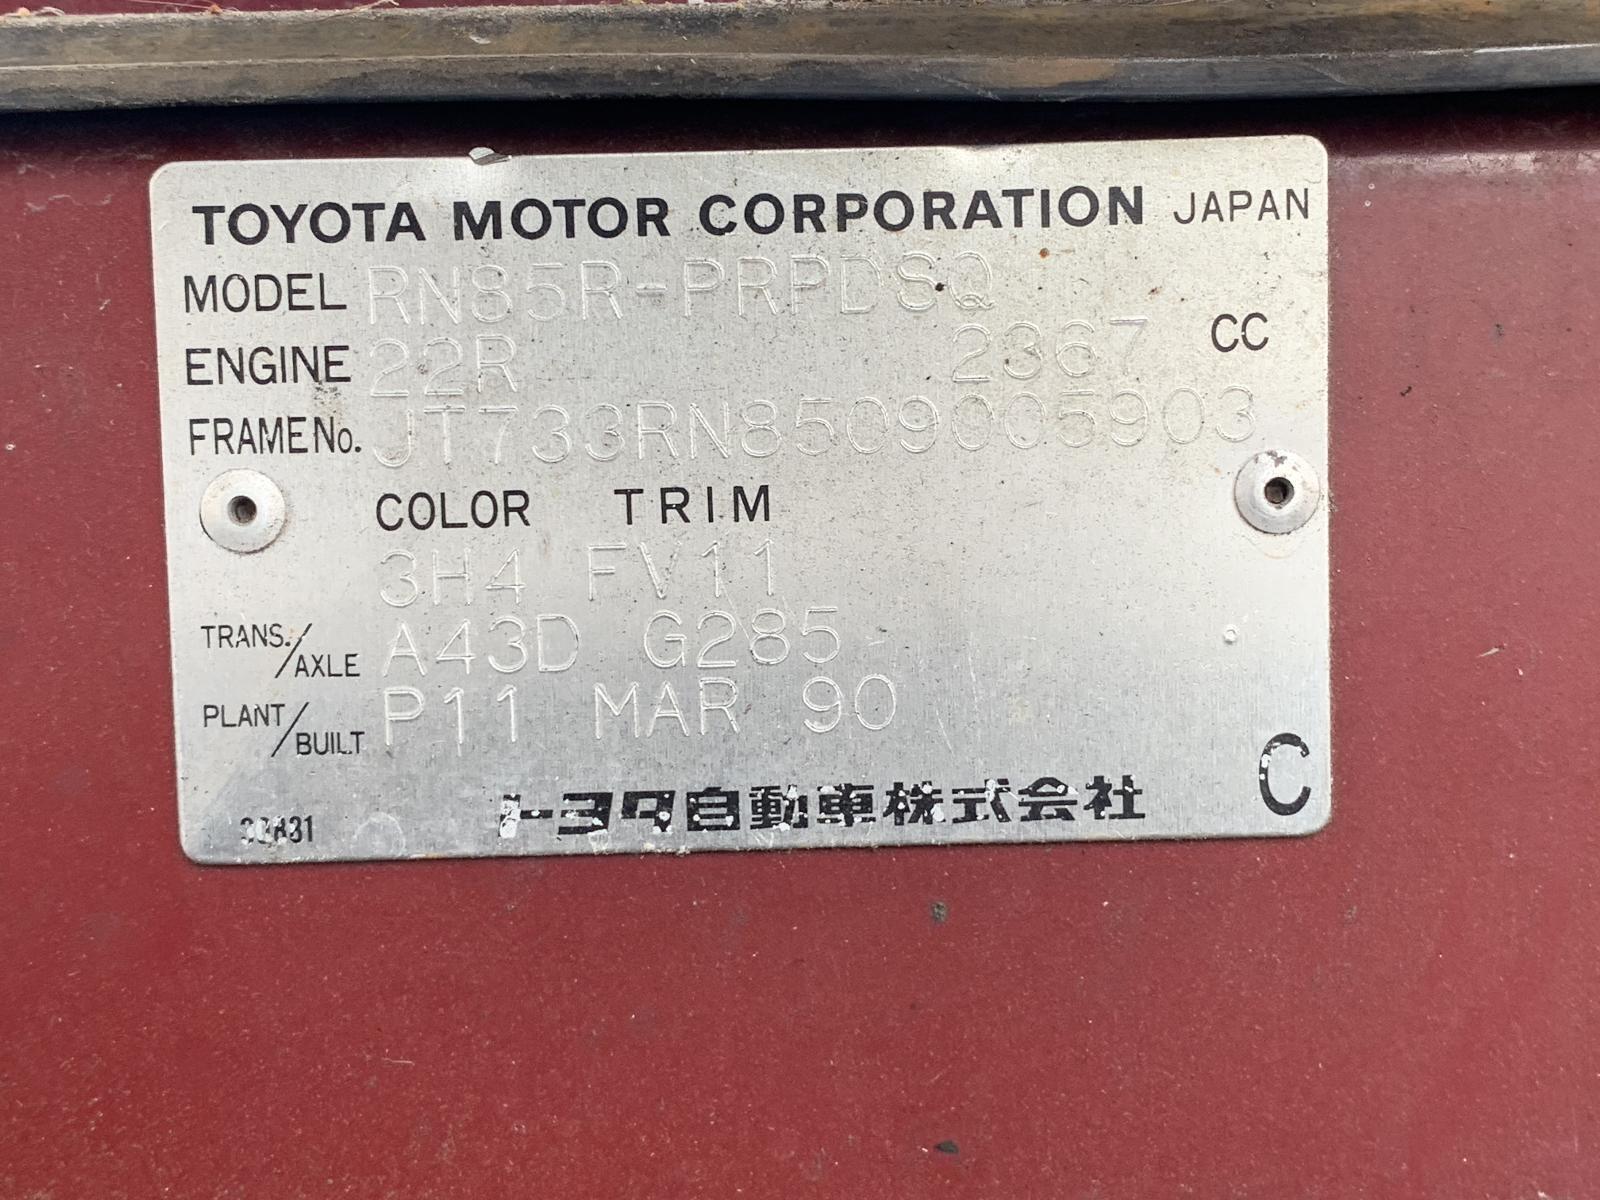 TOYOTA MOTOR CORPORATION JAPAN
MODEL RN85R-PRPDSQ
ENGINE 22R 2367 CC
FRAME No. JT733RN8509005903
COLOR TRIM
3H4 FV11
TRANS./AXLE A43D G285
PLANT/BUILT P11 MAR 90
C
トヨタ自動車株式会社